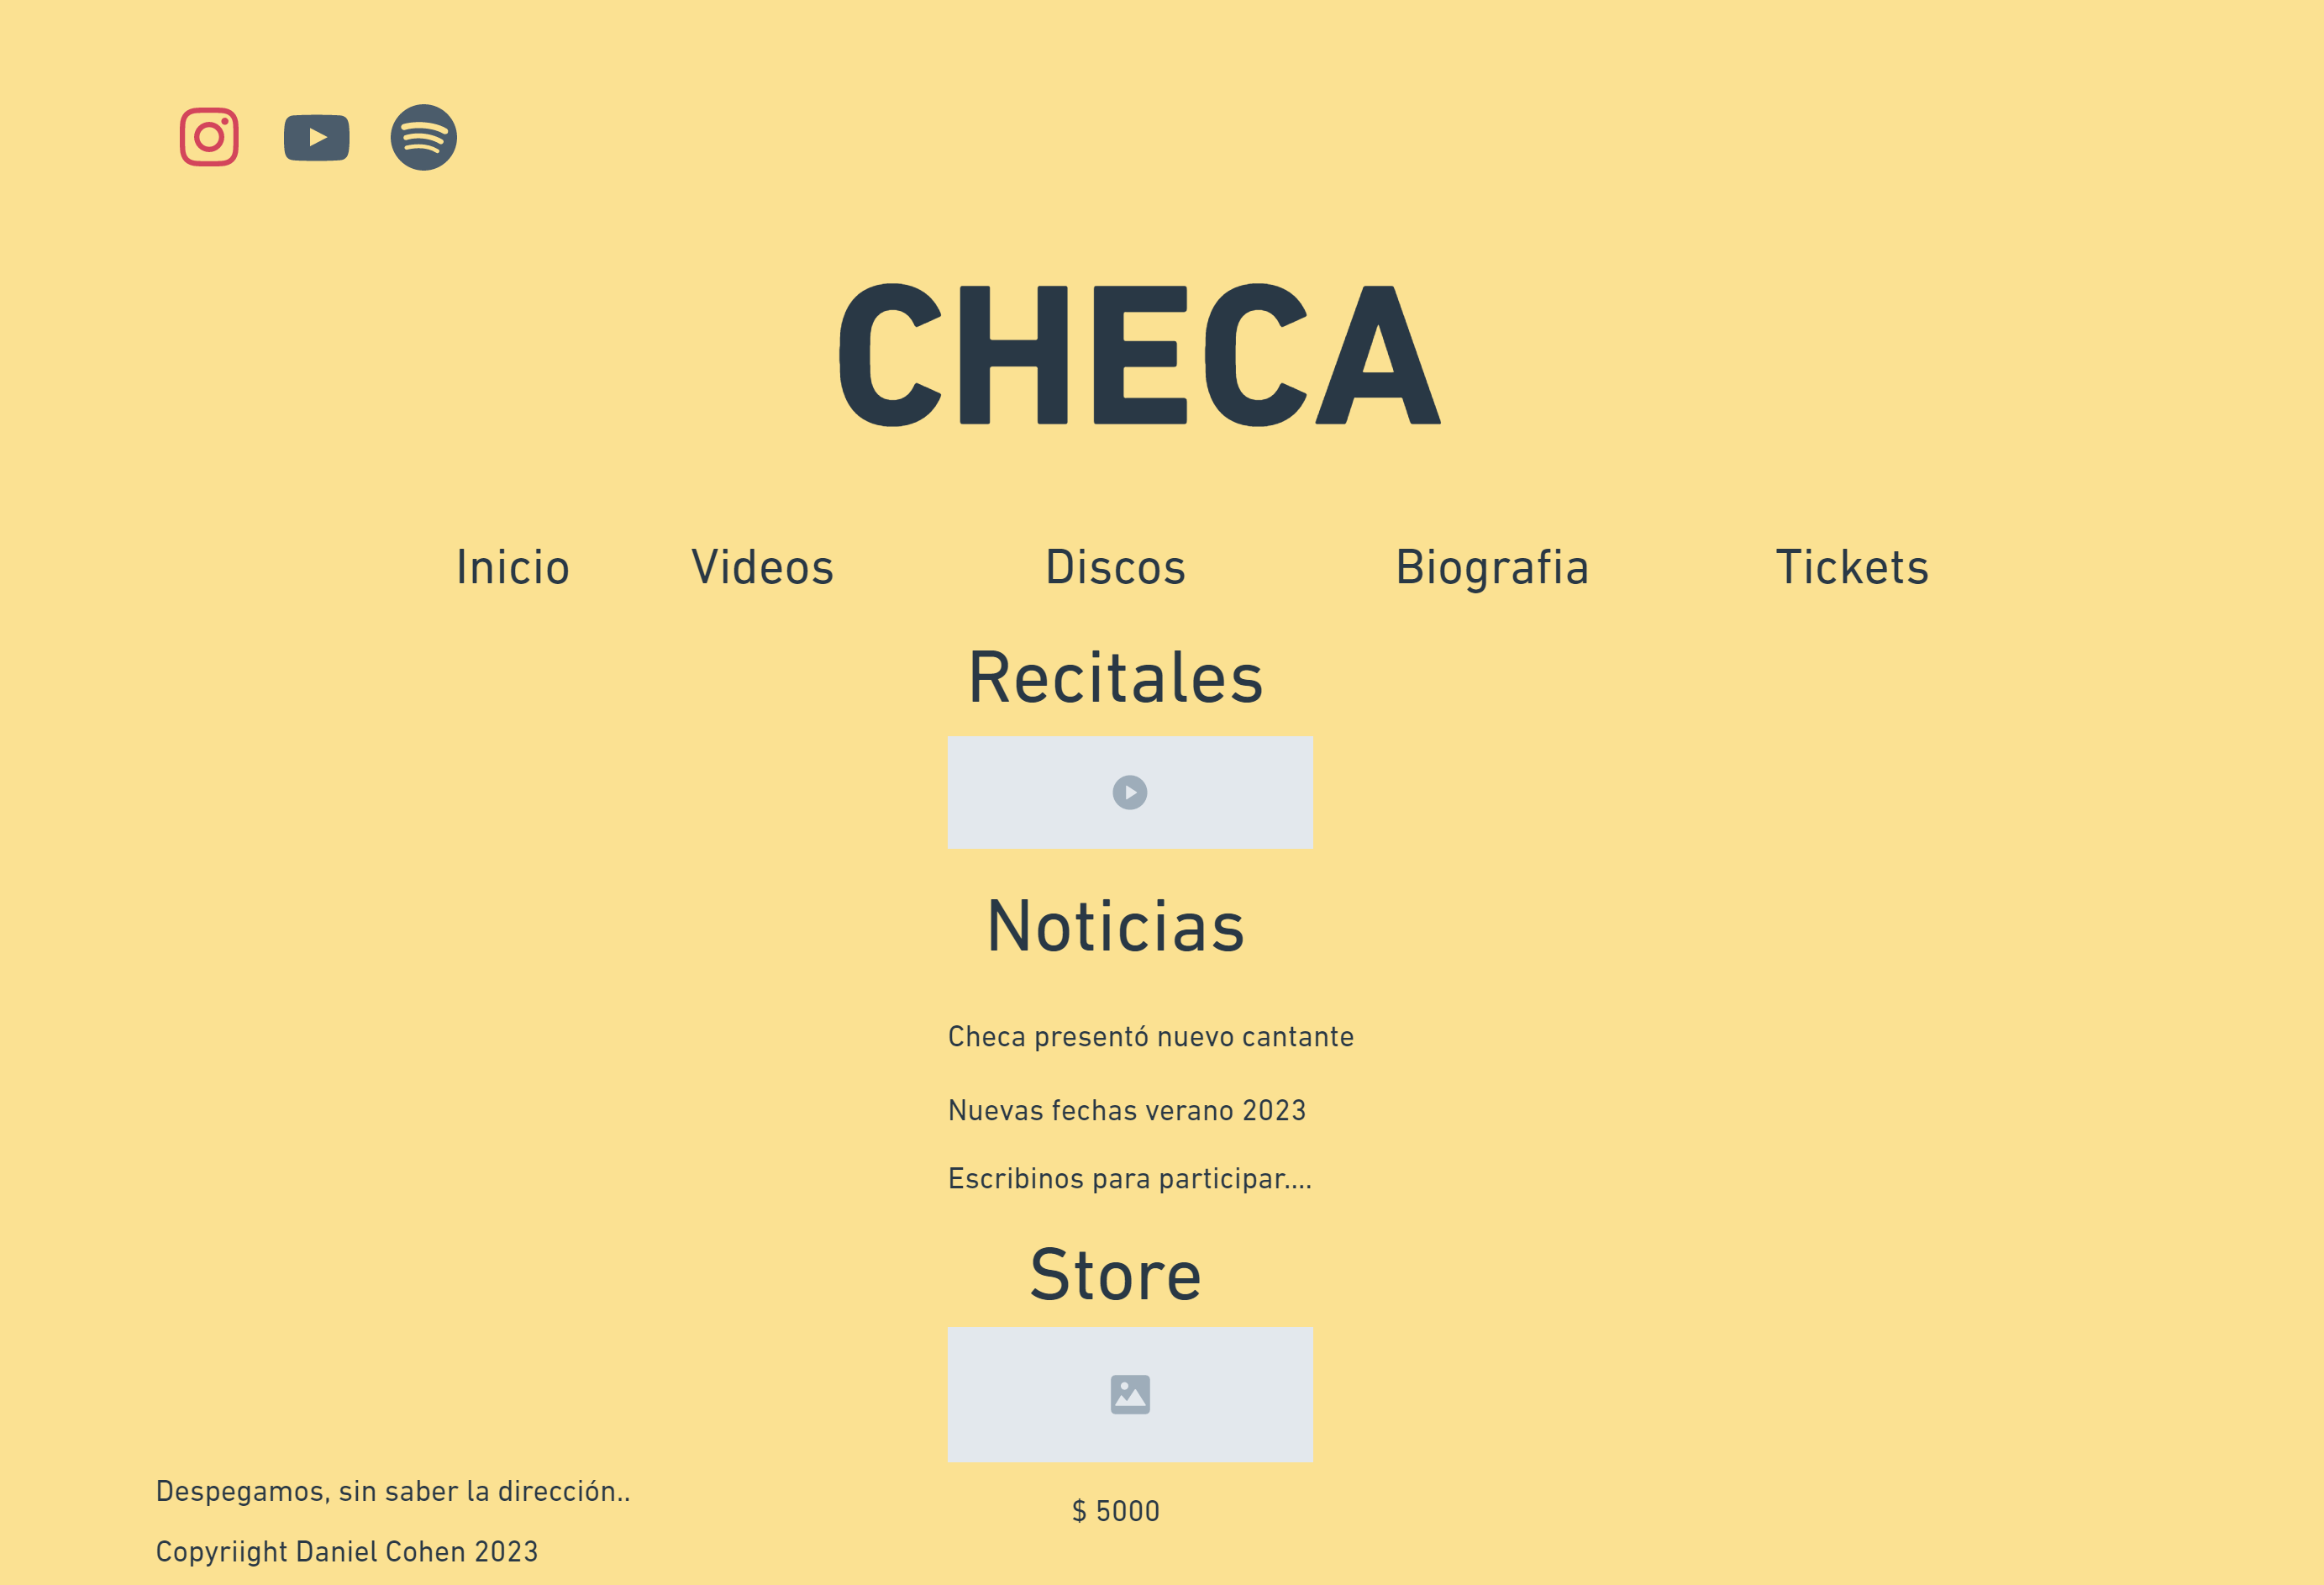 CHECA
Inicio Videos Discos Biografia Tickets
Recitales
Noticias
Checa presentó nuevo cantante
Nuevas fechas verano 2023
Escribinos para participar....
Store
$ 5000
Despegamos, sin saber la dirección..
Copyriight Daniel Cohen 2023